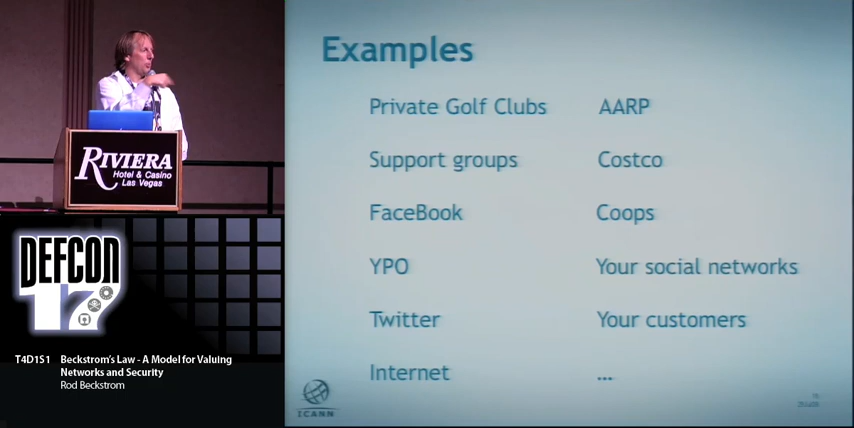 Examples
Private Golf Clubs
AARP
Support groups
Costco
FaceBook
Coops
YPO
Your social networks
Twitter
Your customers
Internet
...
ICANN
RIVIERA
Hotel & Casino
Las Vegas
DEFCON
17
T4D1S1 Beckstrom's Law - A Model for Valuing
Networks and Security
Rod Beckstrom